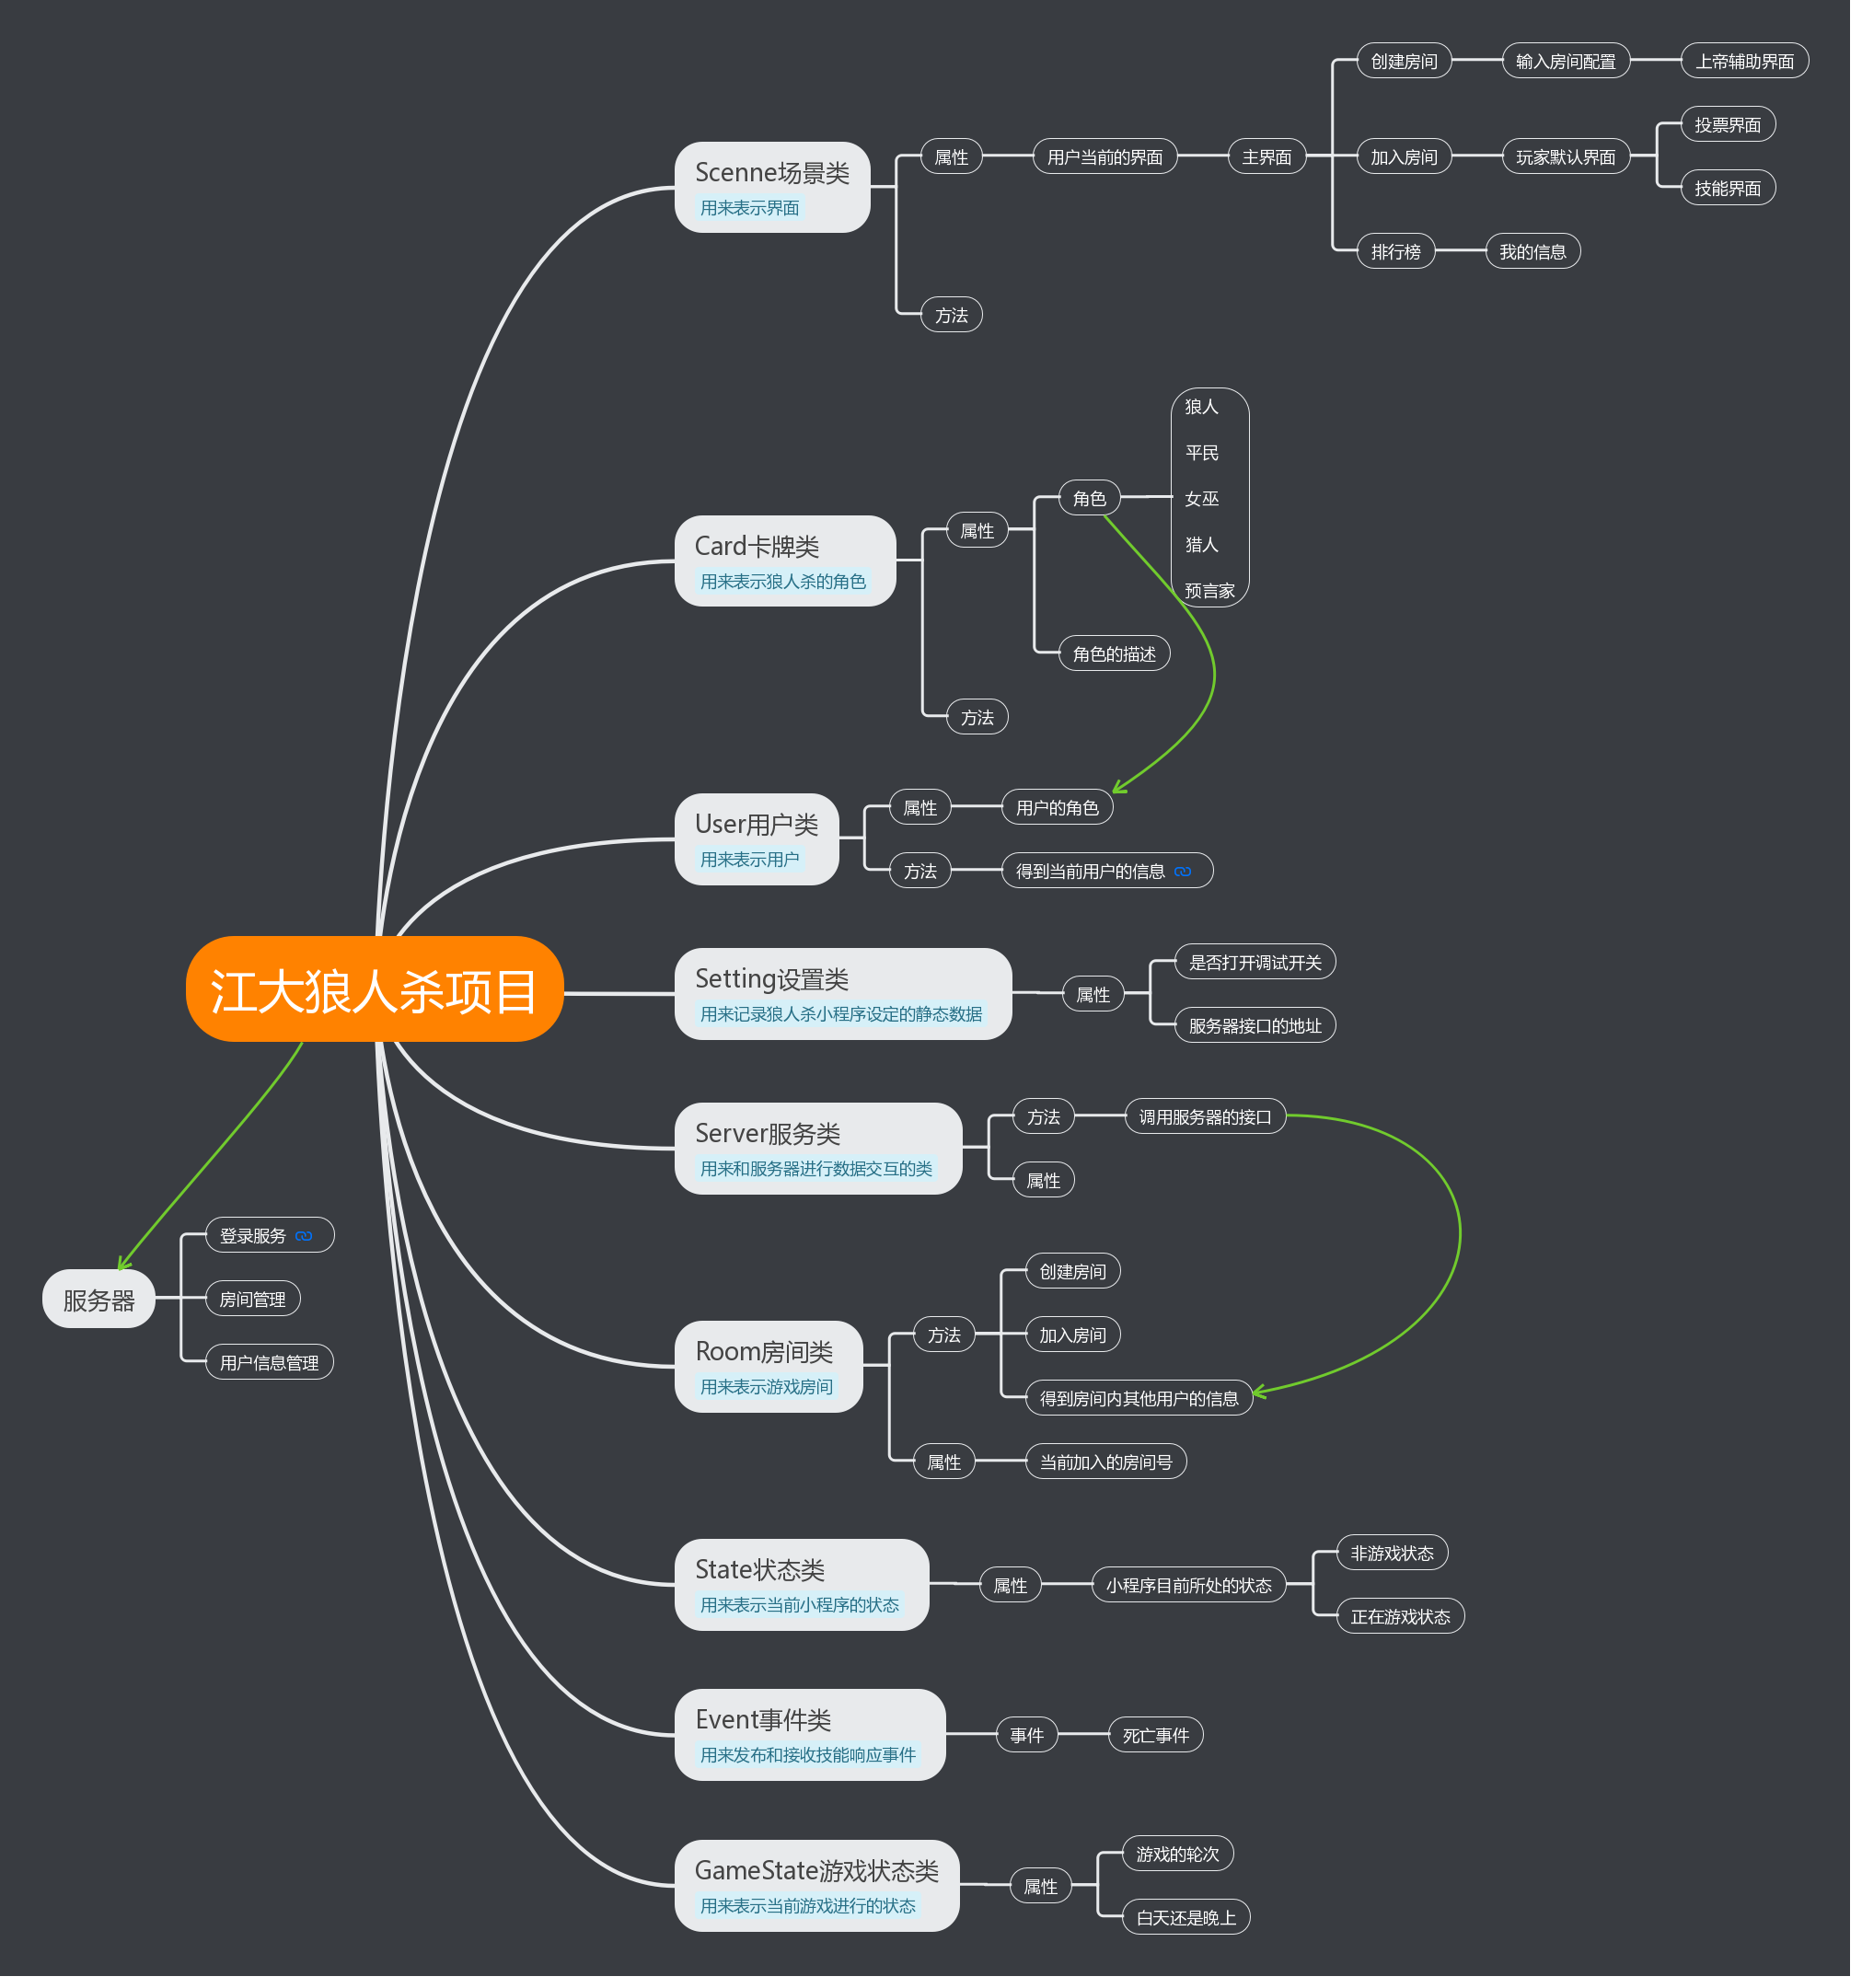 创建房间
输入房间配置
上帝辅助界面
投票界面
Scenne场景类
用来表示界面
属性
用户当前的界面
主界面
加入房间
玩家默认界面
技能界面
排行榜
我的信息
方法
狼人
平民
女巫
猎人
预言家
角色
Card卡牌类
用来表示狼人杀的角色
属性
角色的描述
方法
User用户类
用来表示用户
属性
用户的角色
方法
得到当前用户的信息
江大狼人杀项目
Setting设置类
用来记录狼人杀小程序设定的静态数据
属性
是否打开调试开关
服务器接口的地址
Server服务类
用来和服务器进行数据交互的类
方法
调用服务器的接口
属性
服务器
登录服务
房间管理
用户信息管理
Room房间类
用来表示游戏房间
方法
创建房间
加入房间
得到房间内其他用户的信息
属性
当前加入的房间号
State状态类
用来表示当前小程序的状态
属性
小程序目前所处的状态
非游戏状态
正在游戏状态
Event事件类
用来发布和接收技能响应事件
事件
死亡事件
GameState游戏状态类
用来表示当前游戏进行的状态
属性
游戏的轮次
白天还是晚上